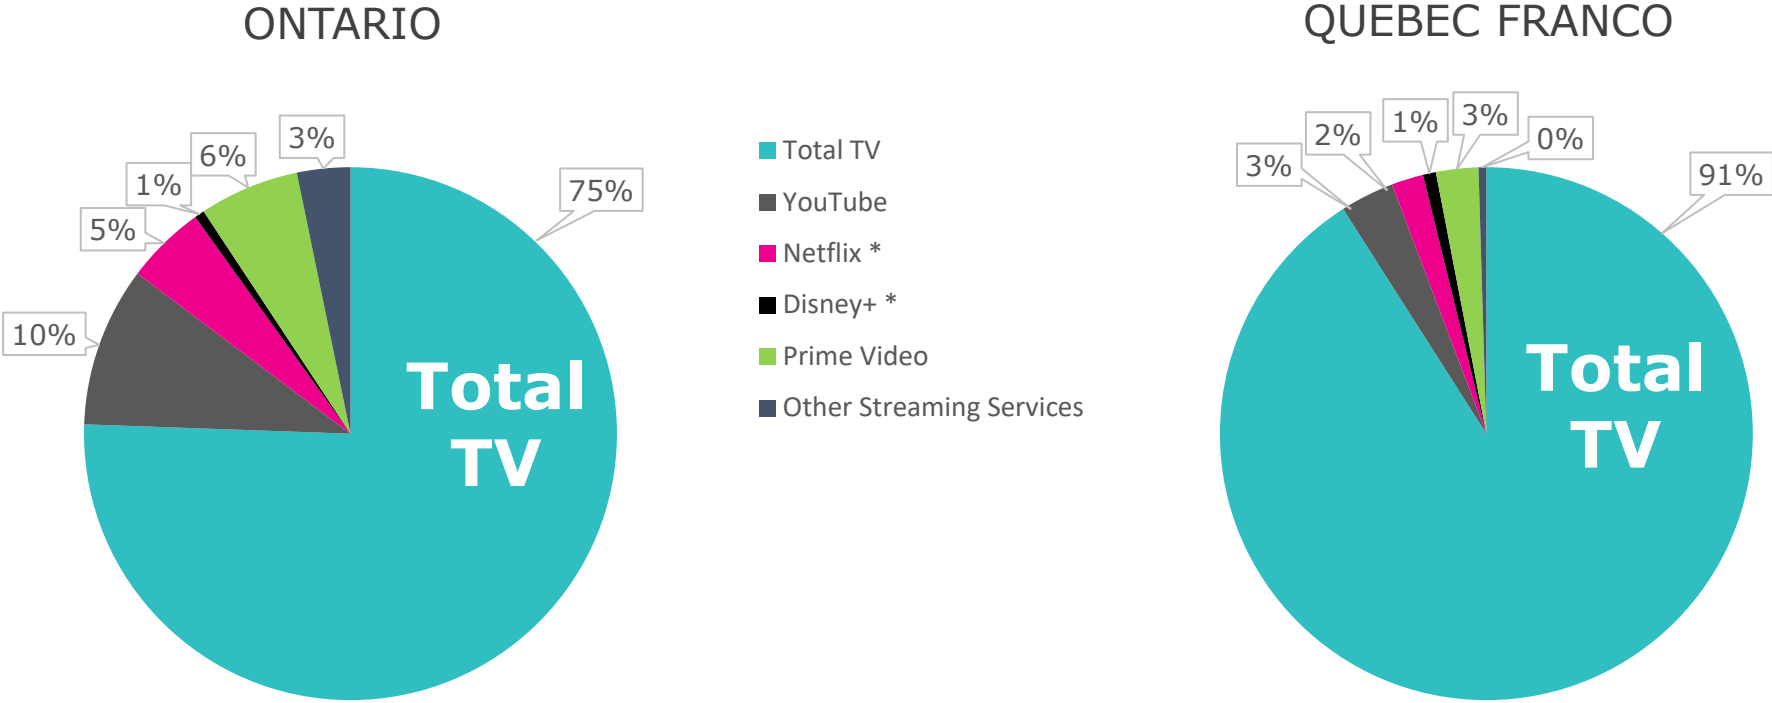 ONTARIO
3%
6%
1%
5%
10%
75%
Total
TV
Total TV
YouTube
Netflix *
Disney+ *
Prime Video
Other Streaming Services
QUEBEC FRANCO
3%
2%
1%
3%
0%
91%
Total
TV